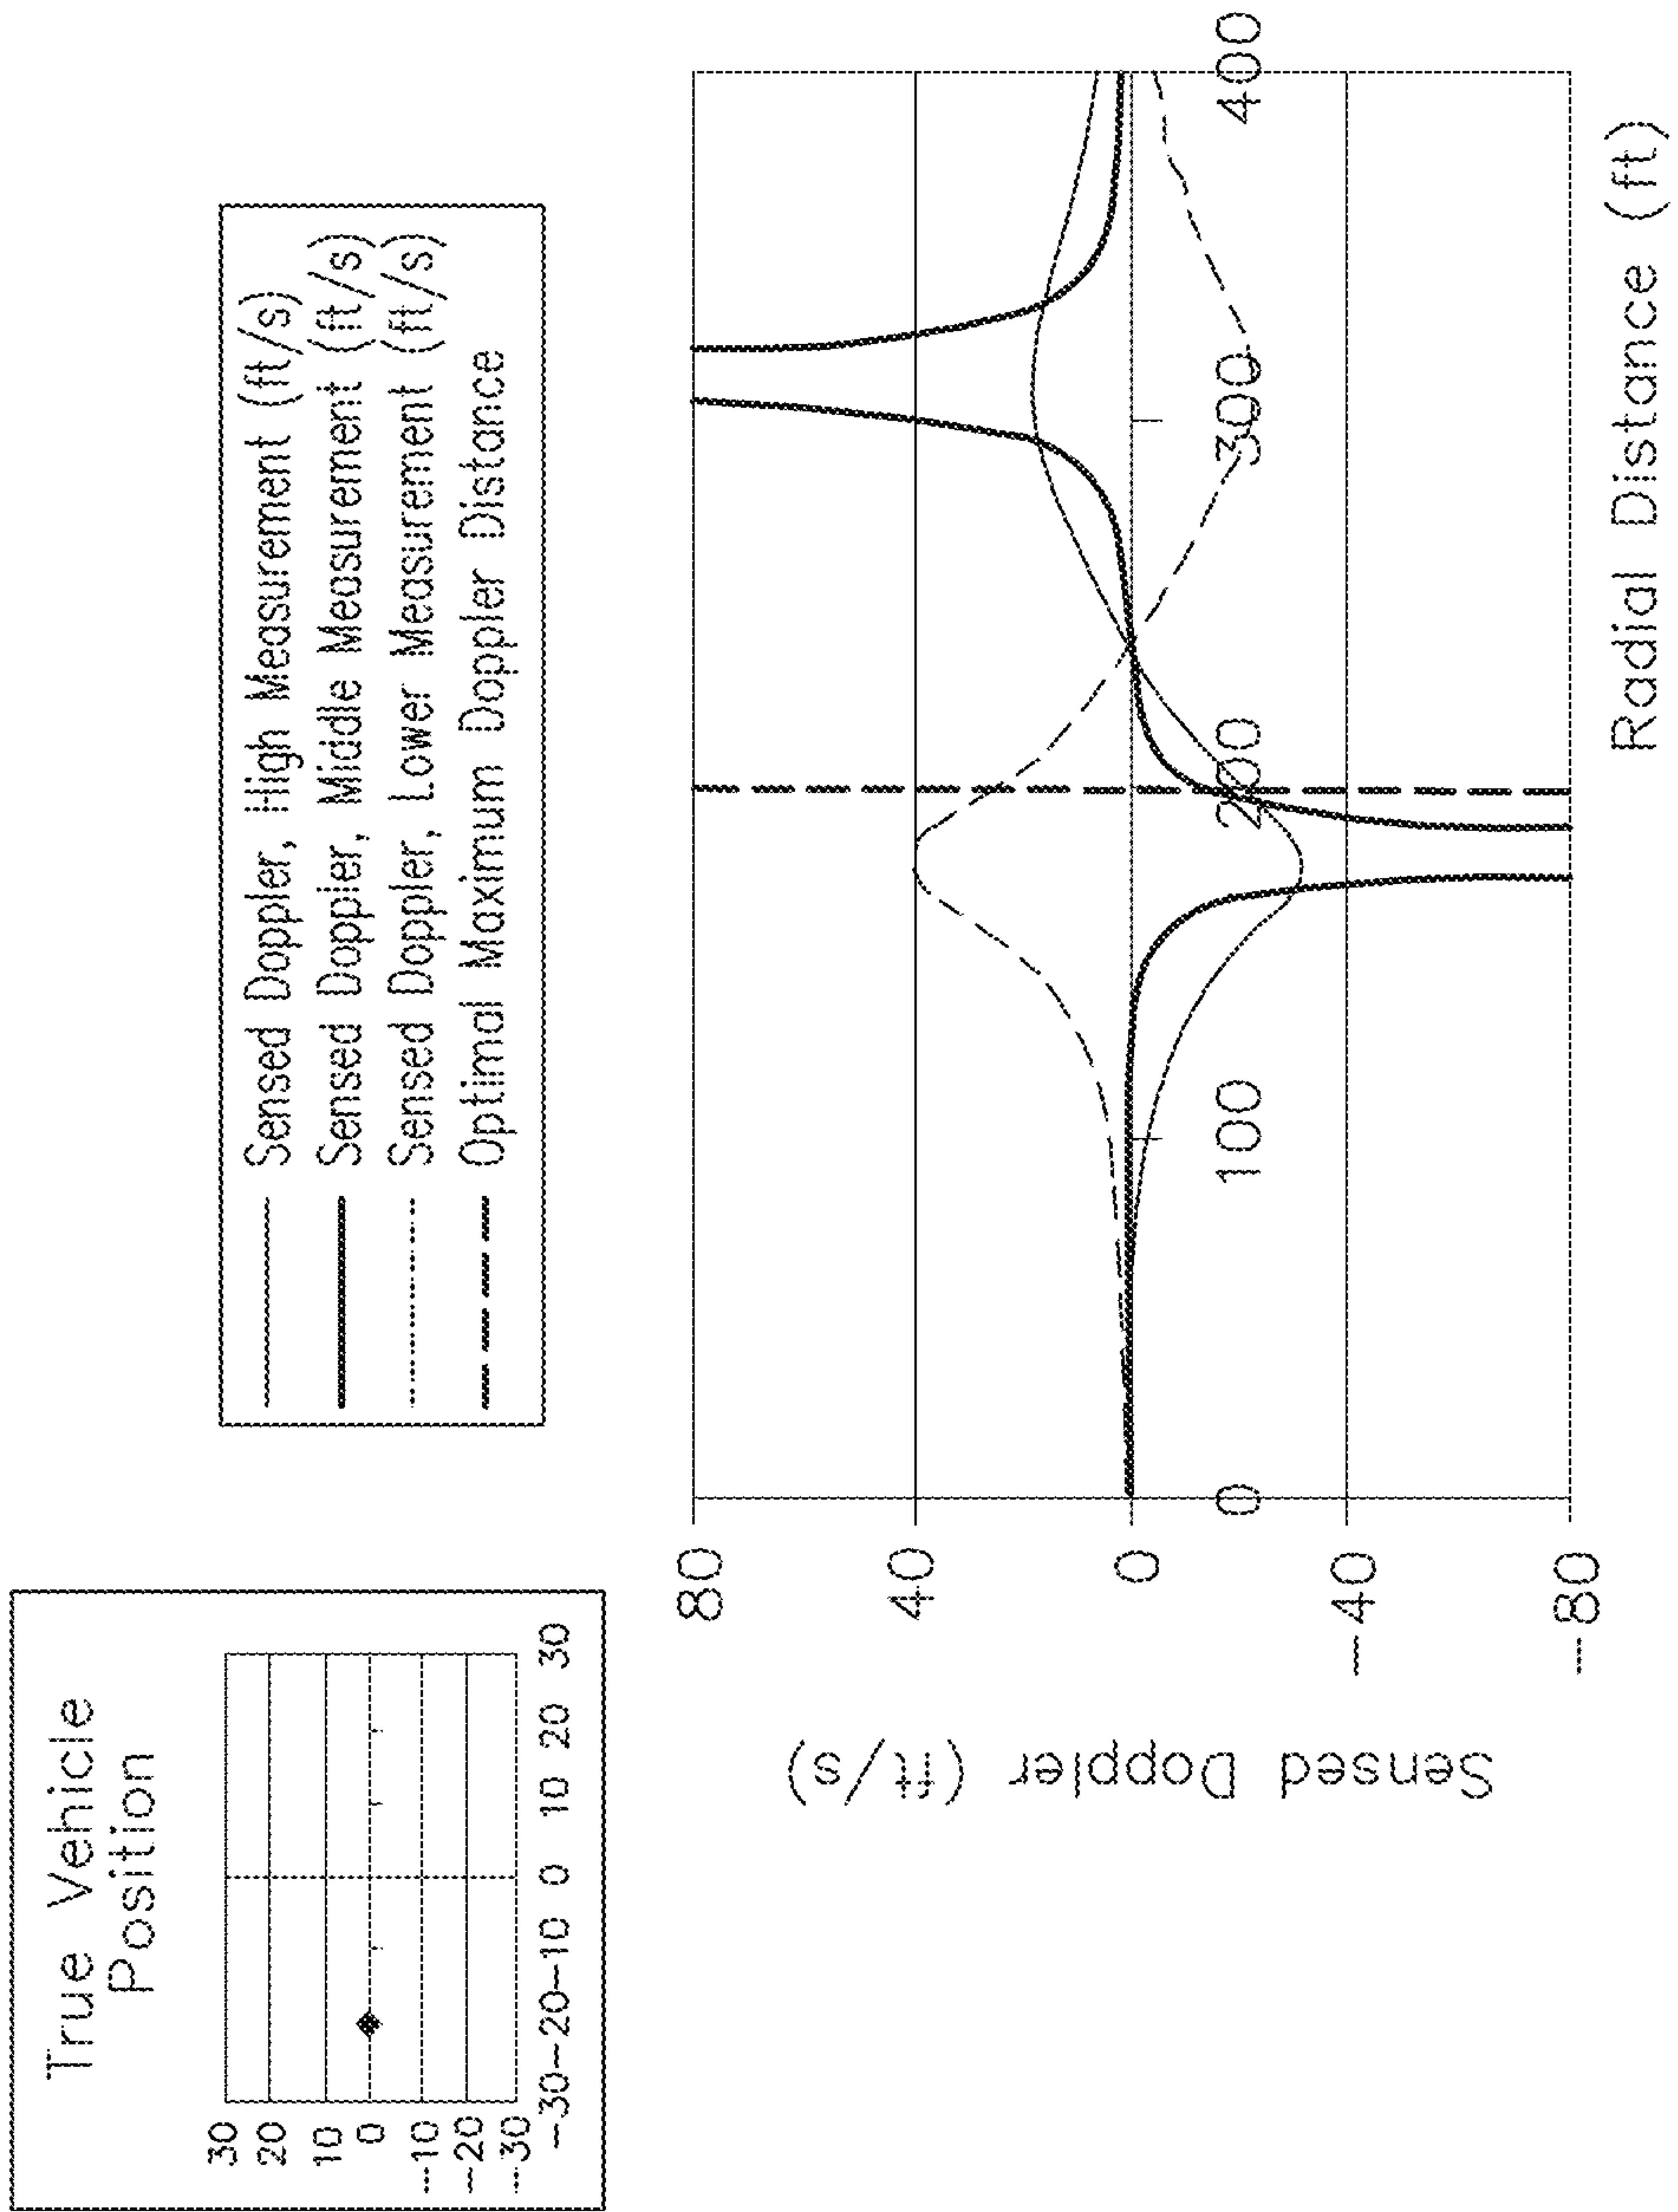 True Vehicle
Position
30
20
10
0
-10
-20
-30
-30-20-10 0 10 20 30
Sensed Doppler, High Measurement (ft/s)
Sensed Doppler, Middle Measurement (ft/s)
Sensed Doppler, Lower Measurement (ft/s)
Optimal Maximum Doppler Distance
Sensed Doppler (ft/s)
80
40
0
-40
-80
0 100 200 300 400
Radial Distance (ft)